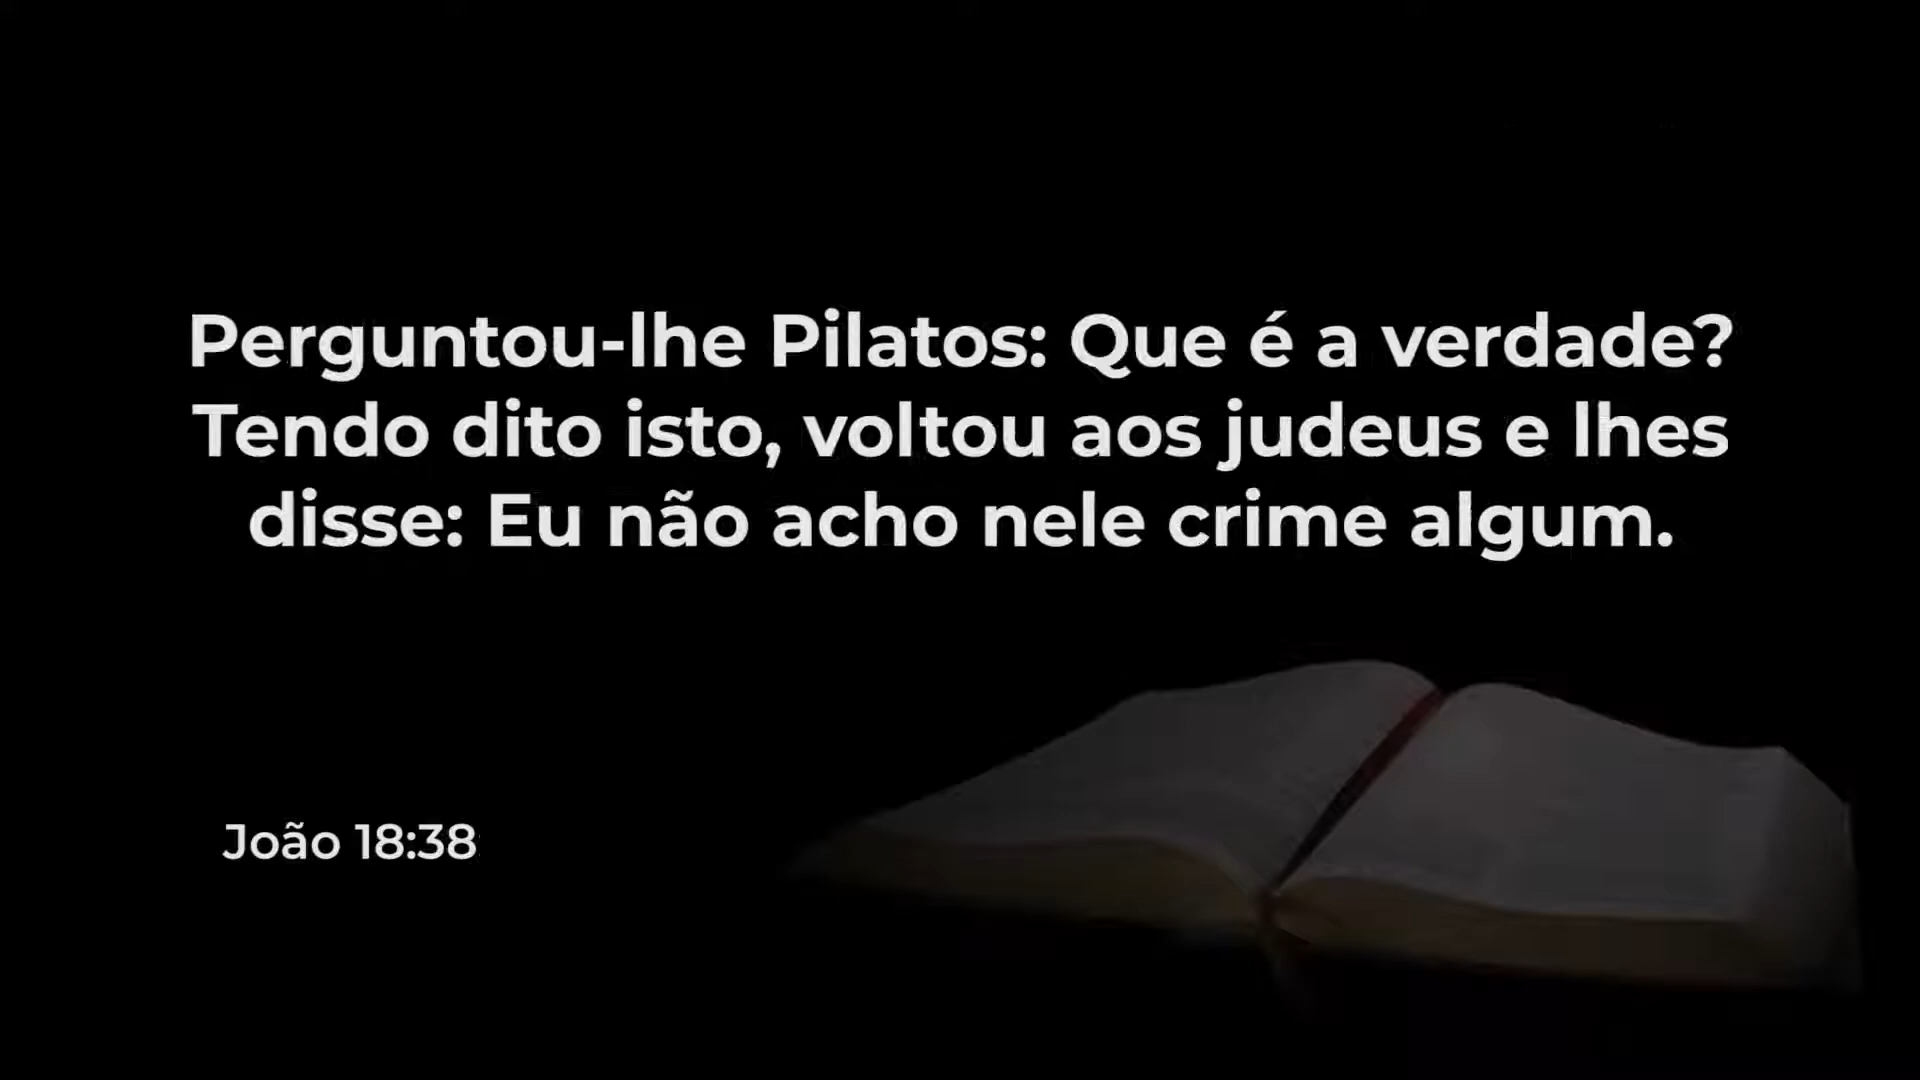 Perguntou-lhe Pilatos: Que é a verdade?
Tendo dito isto, voltou aos judeus e lhes
disse: Eu não acho nele crime algum.
João 18:38